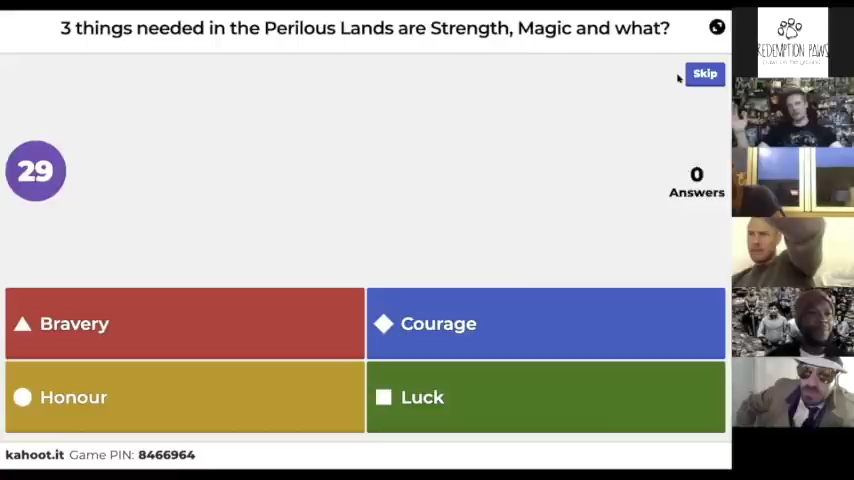 3 things needed in the Perilous Lands are Strength, Magic and what?
Skip
29
0
Answers
Bravery
Courage
Honour
Luck
kahoot.it Game PIN: 8466964
REDEMPTION PAWS